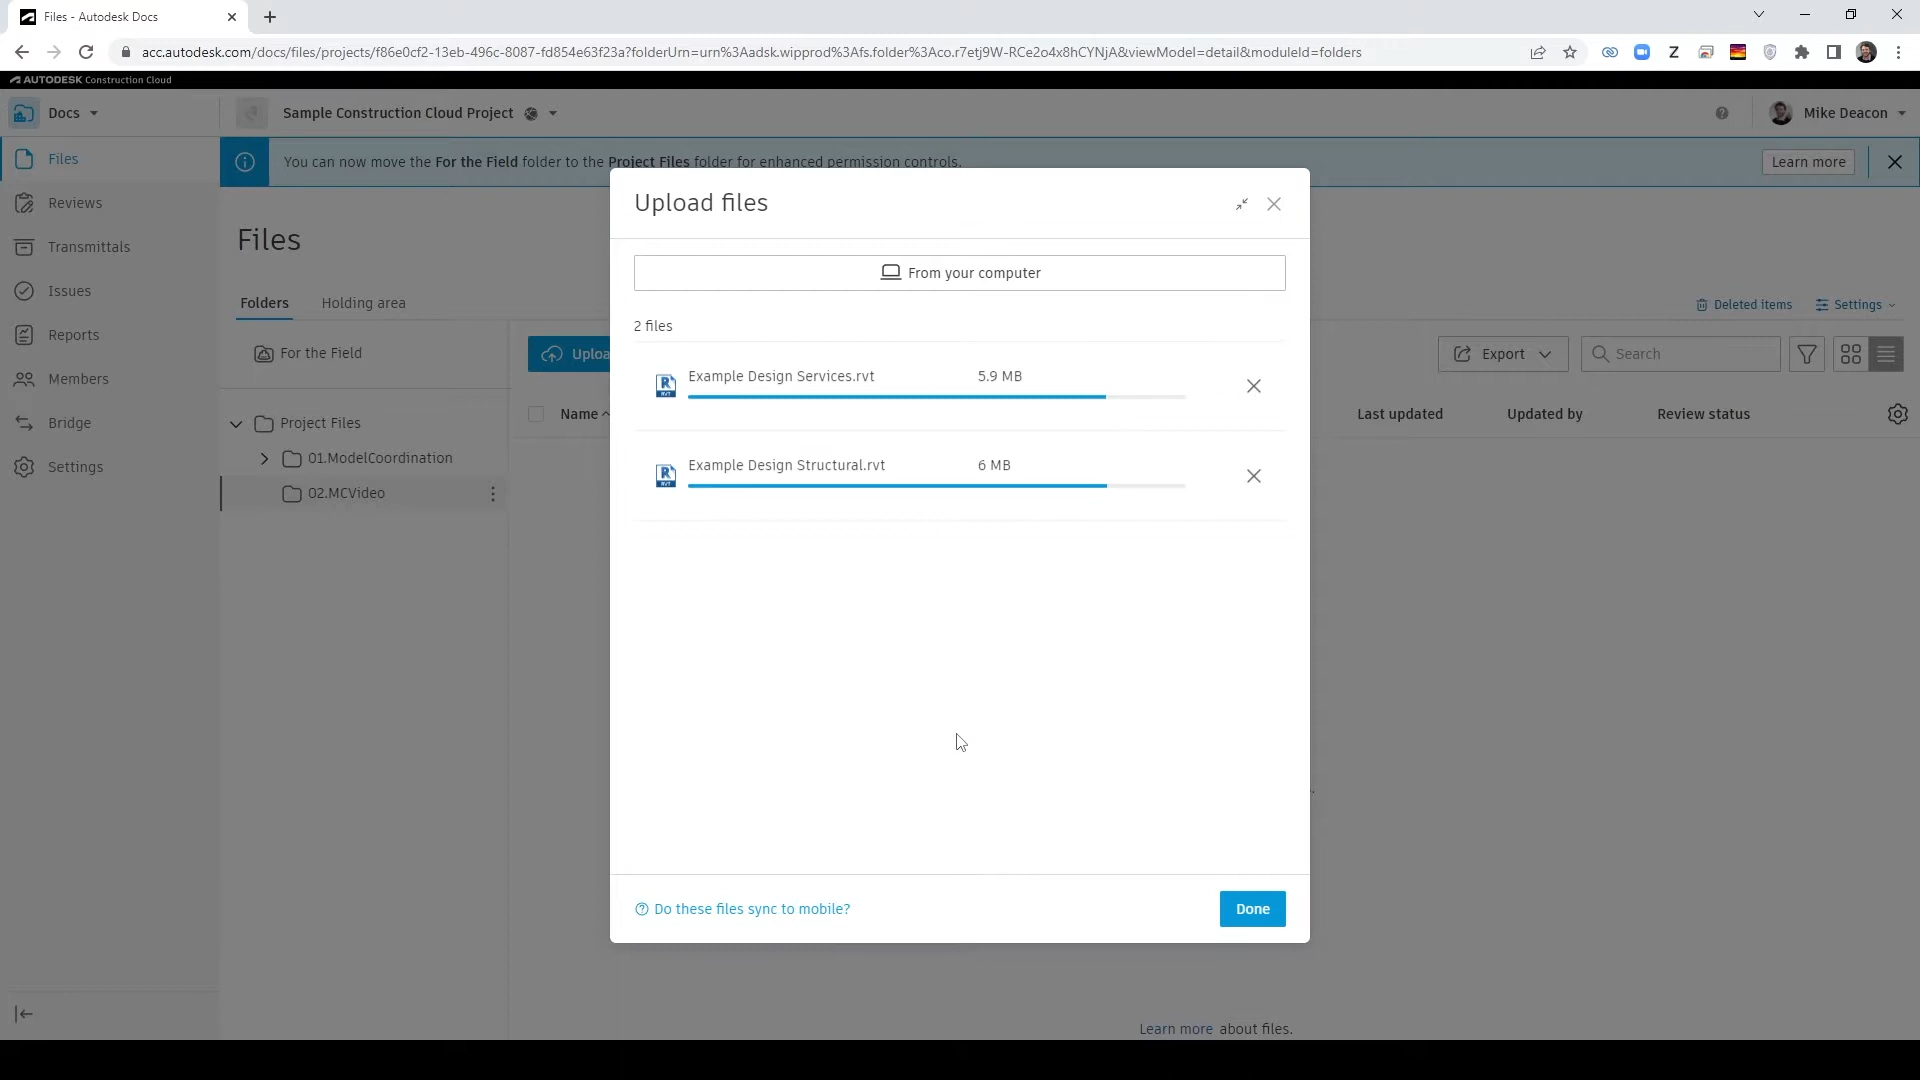 Files - Autodesk Docs
acc.autodesk.com/docs/files/projects/f86e0cf2-13eb-496c-8087-fd854e63f23a?folderUrn=urn%3Aadsk.wipprod%3Afs.folder%3Aco.r7etj9W-RCe2o4x8hCYNjA&viewModel=detail&moduleId=folders
AUTODESK Construction Cloud
Docs
Sample Construction Cloud Project
Mike Deacon
Files
You can now move the For the Field folder to the Project Files folder for enhanced permission controls.
Learn more
Reviews
Transmittals
Issues
Reports
Members
Bridge
Settings
Files
Folders
Holding area
Deleted items
Settings
For the Field
Project Files
01.ModelCoordination
02.MCVideo
Export
Search
Name
Last updated
Updated by
Review status
Upload files
From your computer
2 files
Example Design Services.rvt
5.9 MB
Example Design Structural.rvt
6 MB
Do these files sync to mobile?
Done
Learn more about files.